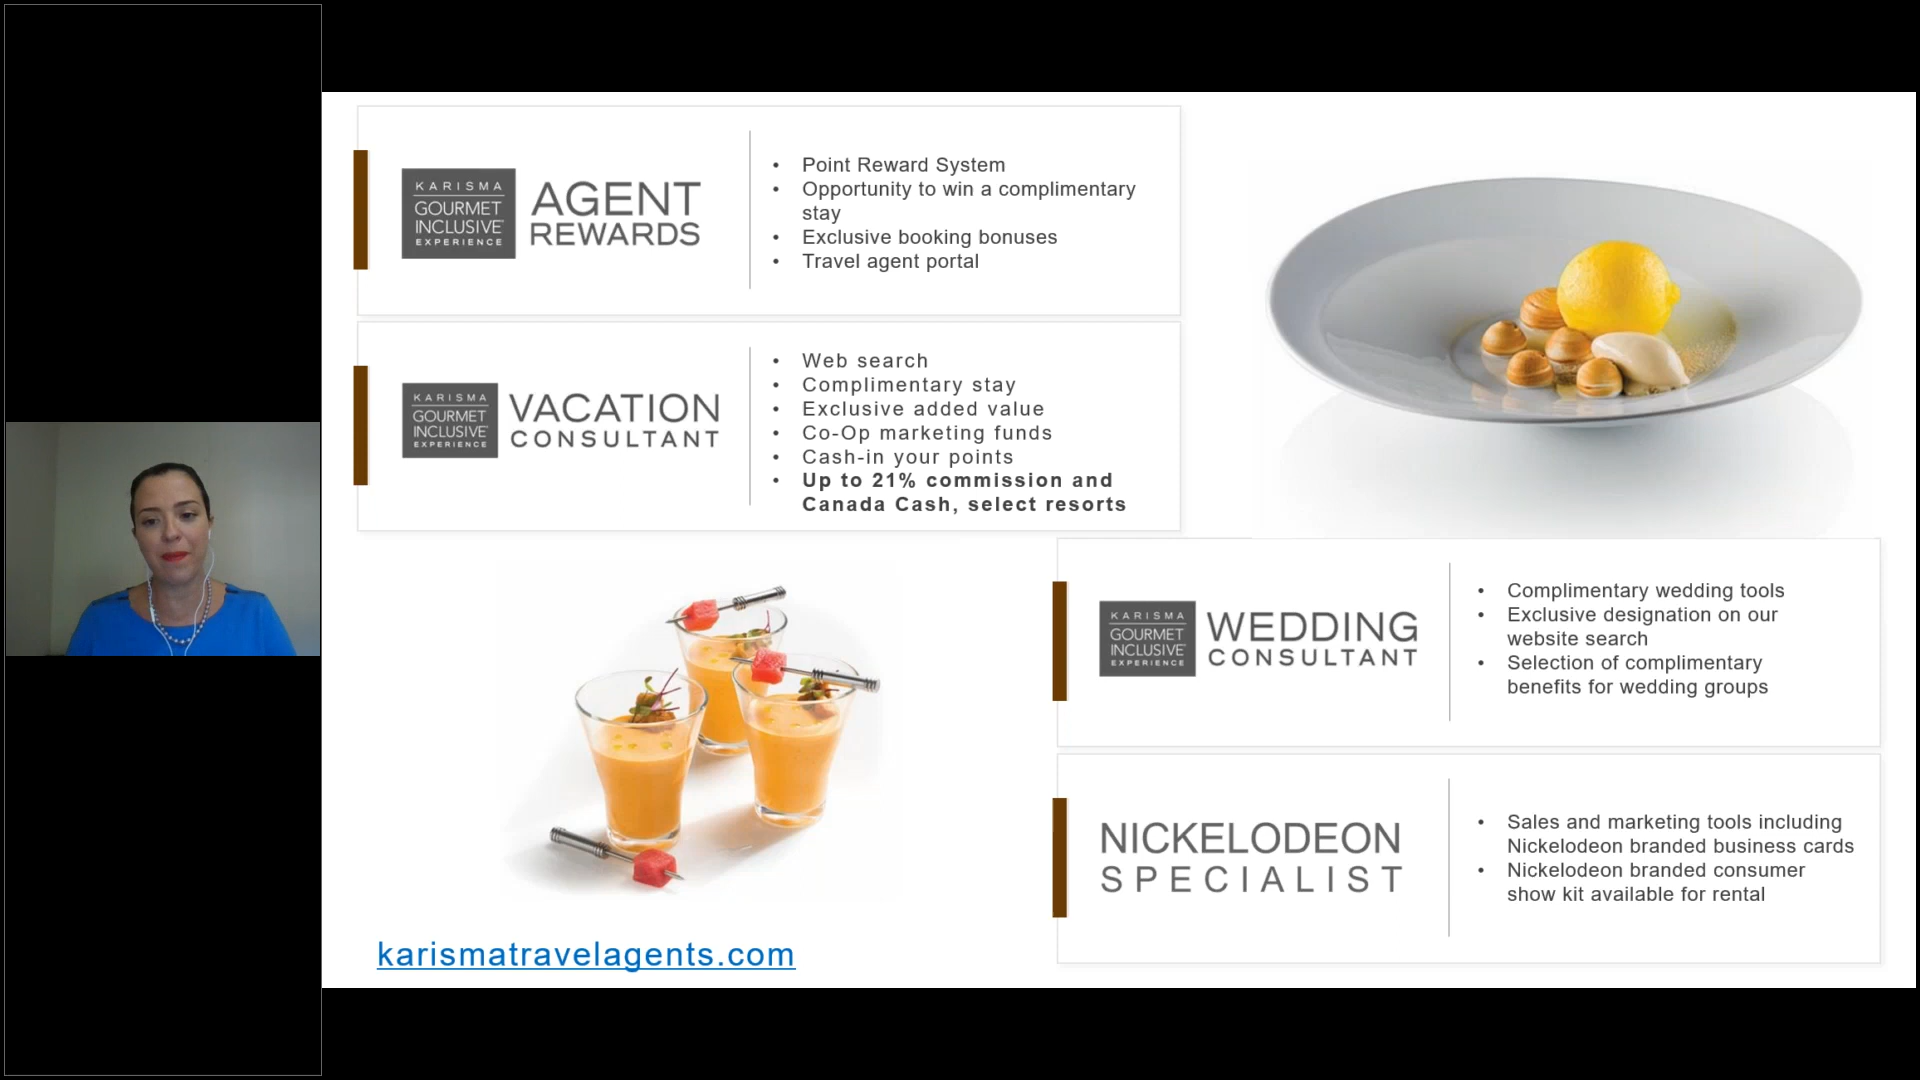 KARISMA
GOURMET
INCLUSIVE
EXPERIENCE
AGENT
REWARDS
• Point Reward System
• Opportunity to win a complimentary
stay
• Exclusive booking bonuses
• Travel agent portal
KARISMA
GOURMET
INCLUSIVE
EXPERIENCE
VACATION
CONSULTANT
• Web search
• Complimentary stay
• Exclusive added value
• Co-Op marketing funds
• Cash-in your points
• Up to 21% commission and
Canada Cash, select resorts
KARISMA
GOURMET
INCLUSIVE
EXPERIENCE
WEDDING
CONSULTANT
• Complimentary wedding tools
• Exclusive designation on our
website search
• Selection of complimentary
benefits for wedding groups
NICKELODEON
SPECIALIST
• Sales and marketing tools including
Nickelodeon branded business cards
• Nickelodeon branded consumer
show kit available for rental
karismatravelagents.com